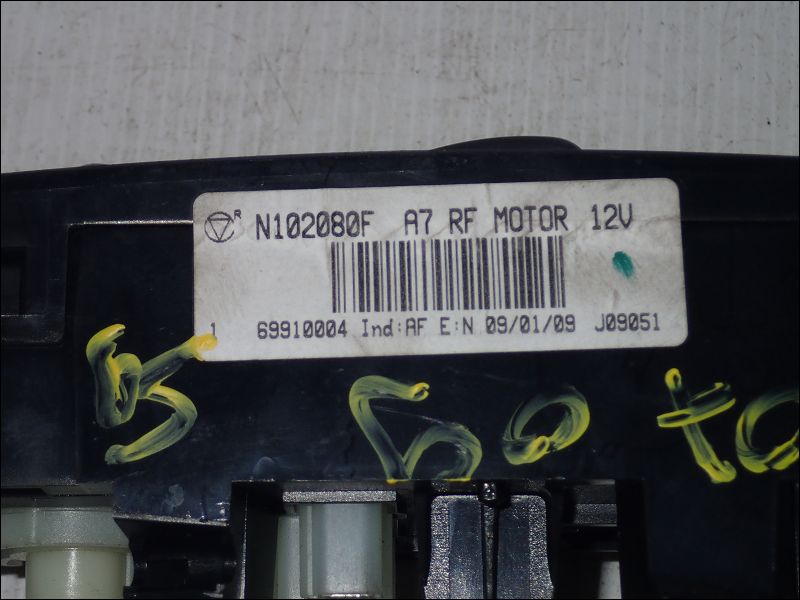 R N102080F A7 RF MOTOR 12V
1 69910004 Ind:AF E:N 09/01/09 J09051